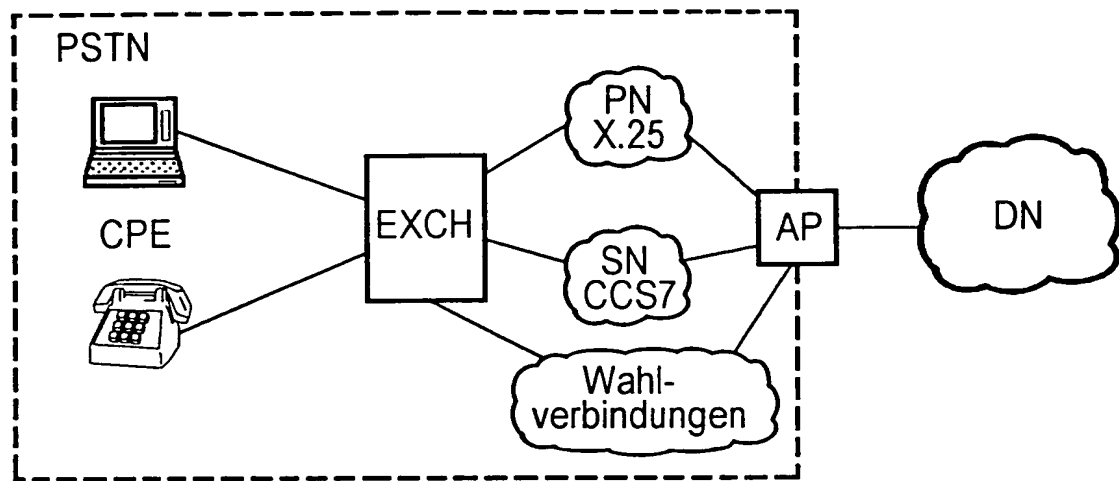 PSTN
CPE
EXCH
PN
X.25
SN
CCS7
Wahl-
verbindungen
AP
DN